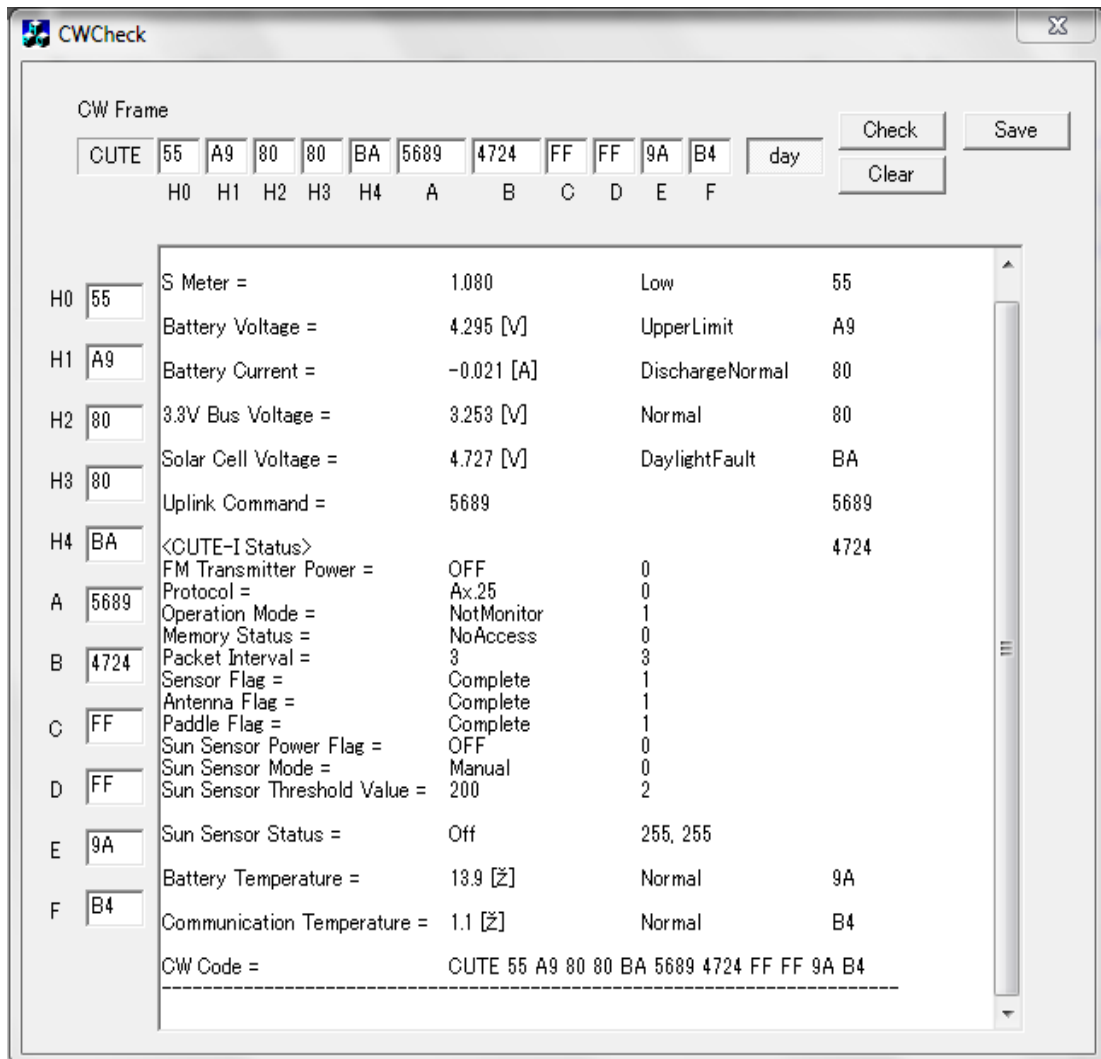 CWCheck
CW Frame
CUTE 55 A9 80 80 BA 5689 4724 FF FF 9A B4 day Check Save
Clear
H0 H1 H2 H3 H4 A B C D E F
H0 55
H1 A9
H2 80
H3 80
H4 BA
A 5689
B 4724
C FF
D FF
E 9A
F B4
S Meter = 1.080 Low 55
Battery Voltage = 4.295 [V] UpperLimit A9
Battery Current = -0.021 [A] DischargeNormal 80
3.3V Bus Voltage = 3.253 [V] Normal 80
Solar Cell Voltage = 4.727 [V] DaylightFault BA
Uplink Command = 5689 5689
<CUTE-I Status> 4724
FM Transmitter Power = OFF 0
Protocol = Ax.25 0
Operation Mode = NotMonitor 1
Memory Status = NoAccess 0
Packet Interval = 3 3
Sensor Flag = Complete 1
Antenna Flag = Complete 1
Paddle Flag = Complete 1
Sun Sensor Power Flag = OFF 0
Sun Sensor Mode = Manual 0
Sun Sensor Threshold Value = 200 2
Sun Sensor Status = Off 255, 255
Battery Temperature = 13.9 [Ž] Normal 9A
Communication Temperature = 1.1 [Ž] Normal B4
CW Code = CUTE 55 A9 80 80 BA 5689 4724 FF FF 9A B4
--------------------------------------------------------------------------